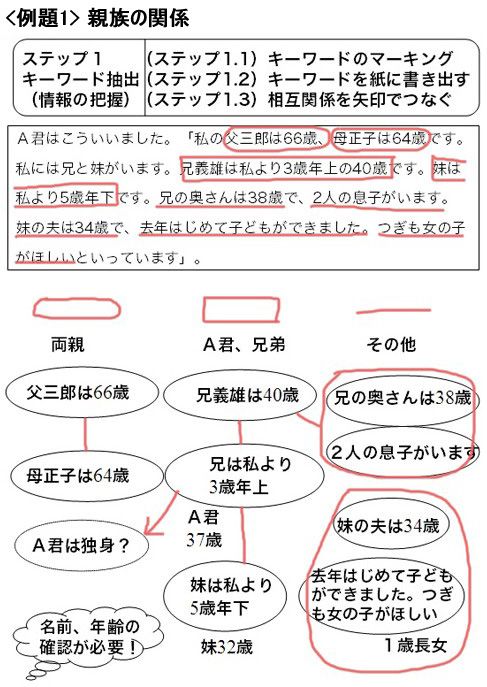 <例題1> 親族の関係
ステップ1
キーワード抽出
(情報の把握)
(ステップ1.1) キーワードのマーキング
(ステップ1.2) キーワードを紙に書き出す
(ステップ1.3) 相互関係を矢印でつなぐ
A君はこういいました。「私の父三郎は66歳、母正子は64歳です。
私には兄と妹がいます。兄義雄は私より3歳年上の40歳です。妹は
私より5歳年下です。兄の奥さんは38歳で、2人の息子がいます。
妹の夫は34歳で、去年はじめて子どもができました。つぎも女の子
がほしいといっています」。
両親
A君、兄弟
その他
父三郎は66歳
兄義雄は40歳
兄の奥さんは38歳
2人の息子がいます
母正子は64歳
兄は私より
3歳年上
A君
37歳
A君は独身?
妹の夫は34歳
妹は私より
5歳年下
去年はじめて子ども
ができました。つぎ
も女の子がほしい
名前、年齢の
確認が必要!
妹32歳
1歳長女